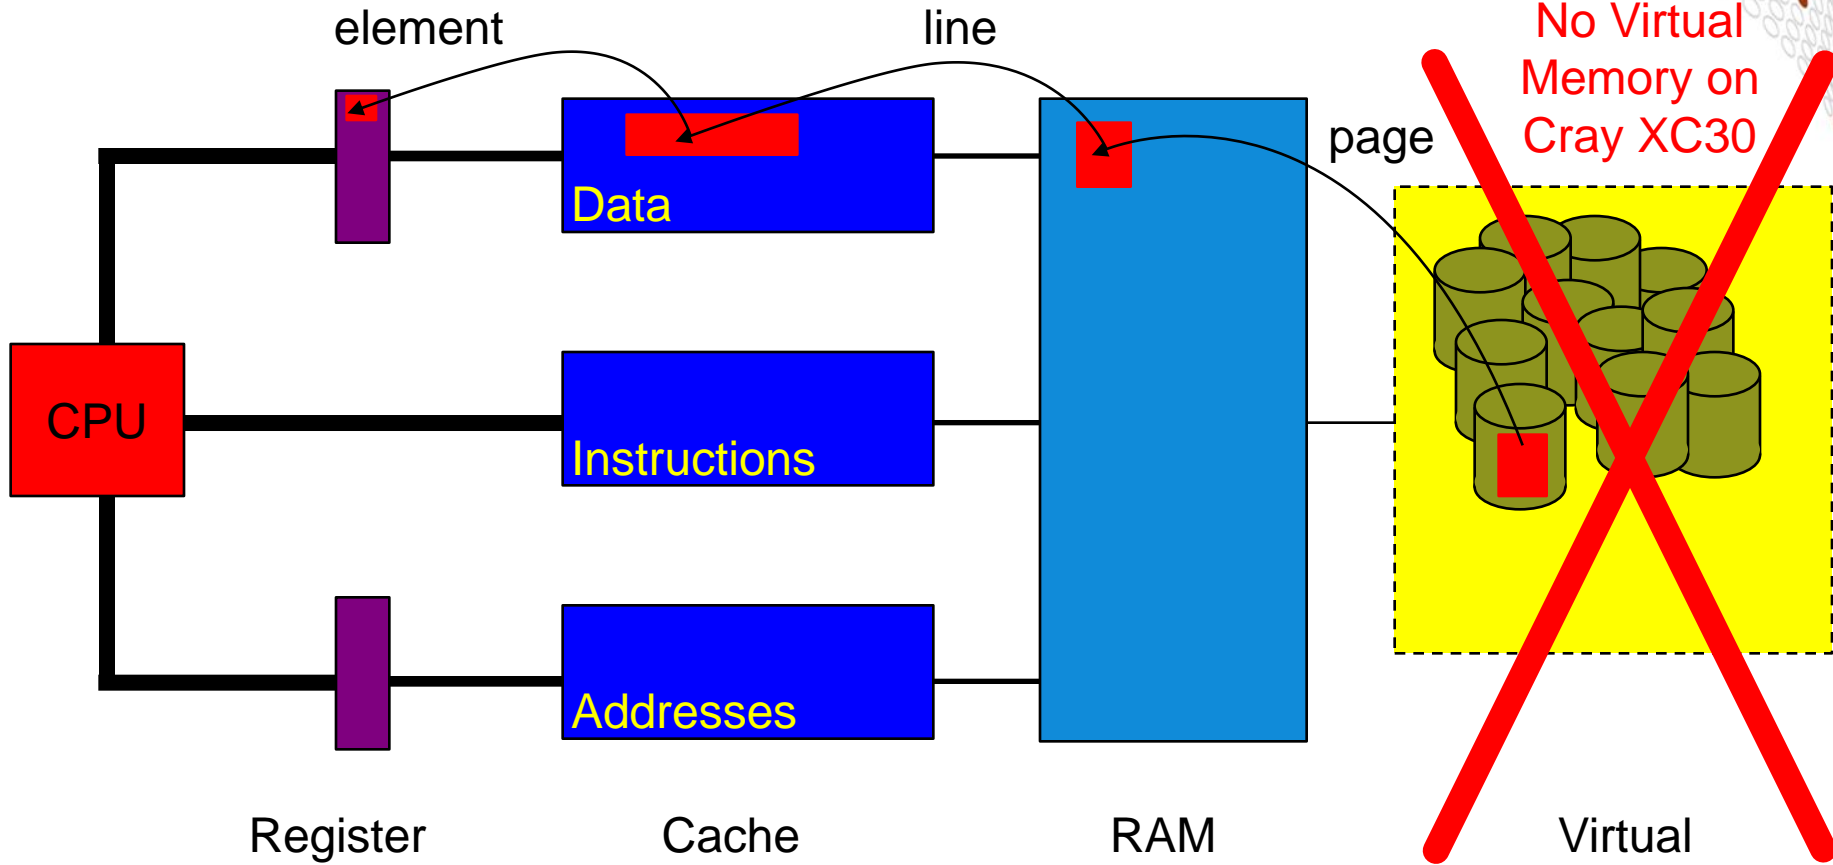 element
line
No Virtual
Memory on
Cray XC30
page
Data
CPU
Instructions
Addresses
Register
Cache
RAM
Virtual